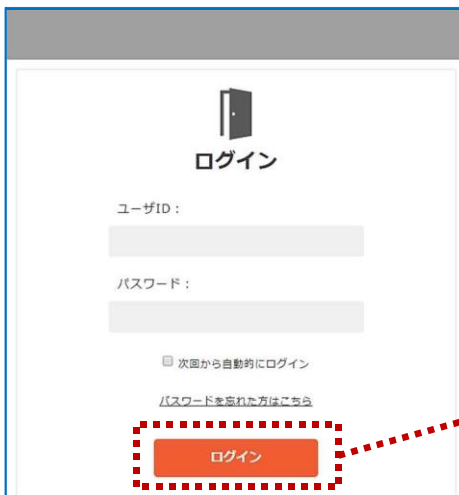 ログイン
ユーザID：
パスワード：
次回から自動的にログイン
パスワードを忘れた方はこちら
ログイン